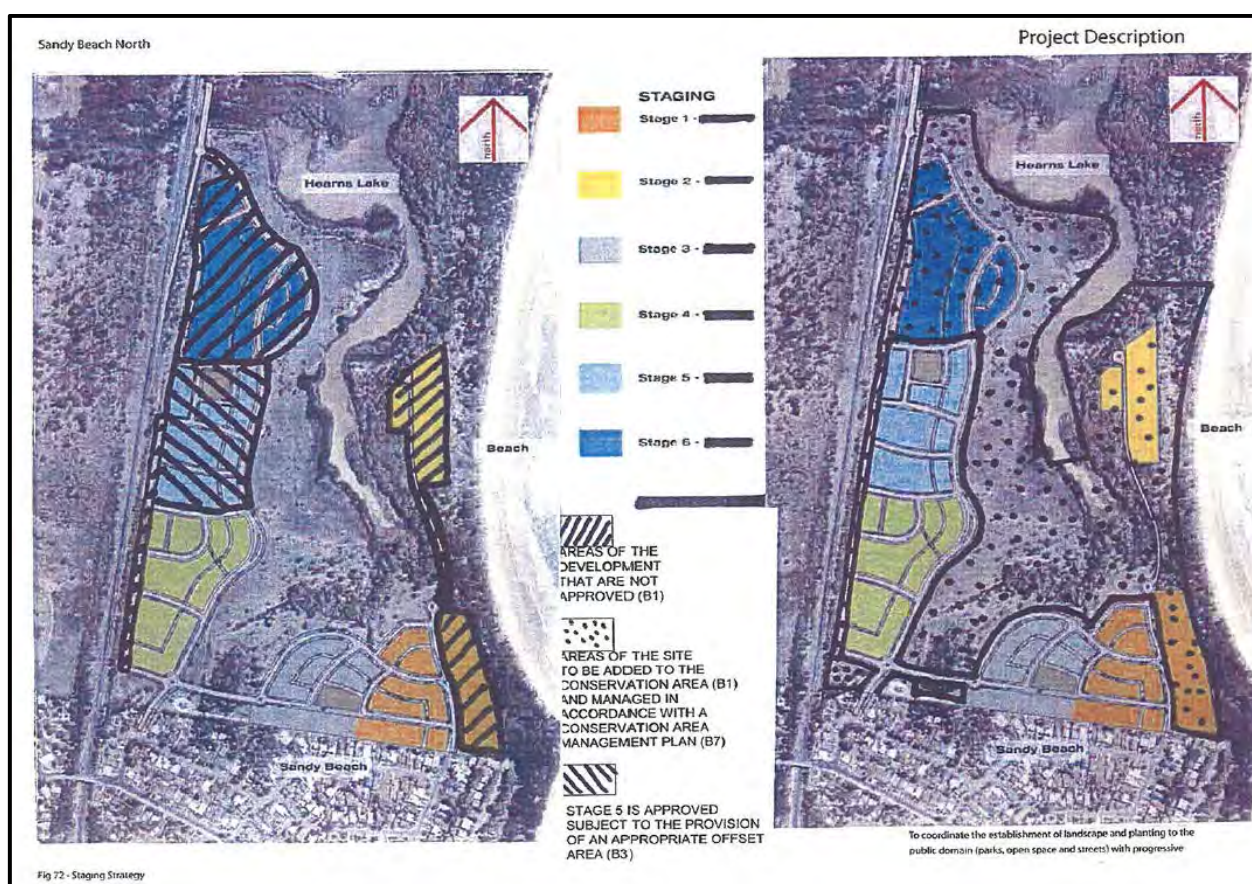 Sandy Beach North
Project Description
north
Hearns Lake
Beach
Sandy Beach
STAGING
Stage 1 -
Stage 2 -
Stage 3 -
Stage 4 -
Stage 5 -
Stage 6 -
AREAS OF THE
DEVELOPMENT
THAT ARE NOT
APPROVED (B1)
AREAS OF THE SITE
TO BE ADDED TO THE
CONSERVATION AREA (B1)
AND MANAGED IN
ACCORDANCE WITH A
CONSERVATION AREA
MANAGEMENT PLAN (B7)
STAGE 5 IS APPROVED
SUBJECT TO THE PROVISION
OF AN APPROPRIATE OFFSET
AREA (B3)
north
Hearns Lake
Beach
Sandy Beach
To coordinate the establishment of landscape and planting to the
public domain (parks, open space and streets) with progressive
Fig 72 - Staging Strategy